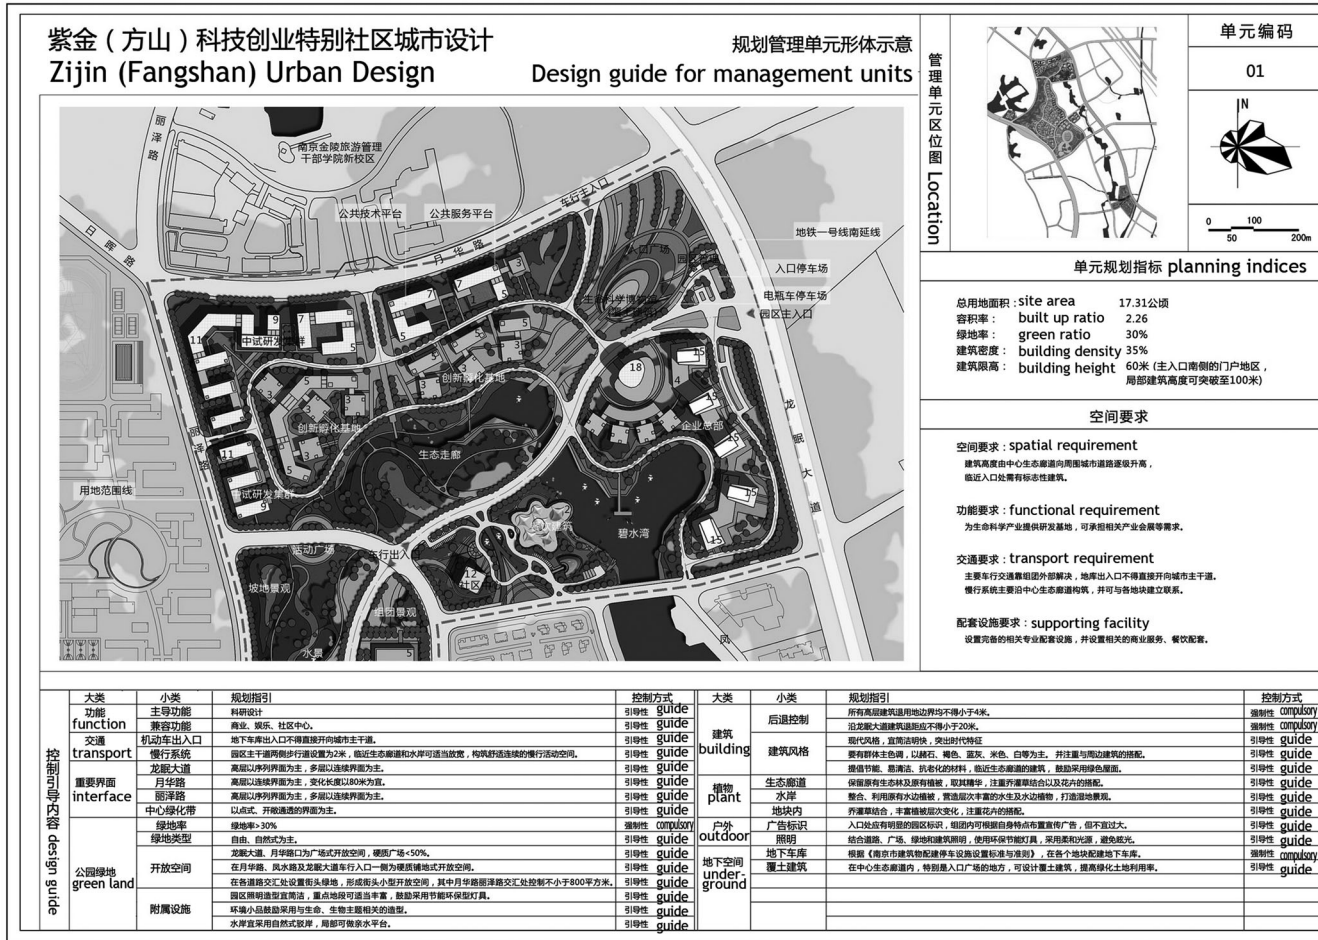 紫金（方山）科技创业特别社区城市设计
Zijin (Fangshan) Urban Design
规划管理单元形体示意
Design guide for management units
管理单元区位图 Location
单元编码
01
N
0 100
50 200m
丽泽路
南京金陵旅游管理
干部学院新校区
公共技术平台
公共服务平台
车行主入口
日晖路
月华路
地铁一号线南延线
入口广场
园区管理
入口停车场
电瓶车停车场
园区主入口
中试研发集群
创新孵化基地
创新孵化基地
生态走廊
企业总部
龙眠大道
丽泽路
用地范围线
中试研发集群
碧水湾
活动广场
车行出入口
坡地景观
组团景观
水景
凤
单元规划指标 planning indices
总用地面积：site area 17.31公顷
容积率： built up ratio 2.26
绿地率： green ratio 30%
建筑密度： building density 35%
建筑限高： building height 60米 (主入口南侧的门户地区，
局部建筑高度可突破至100米)
空间要求
空间要求：spatial requirement
建筑高度由中心生态廊道向周围城市道路逐级升高，
临近入口处需有标志性建筑。
功能要求：functional requirement
为生命科学产业提供研发基地，可承担相关产业会展等需求。
交通要求：transport requirement
主要车行交通靠组团外部解决，地库出入口不得直接开向城市主干道。
慢行系统主要沿中心生态廊道构筑，并可与各地块建立联系。
配套设施要求：supporting facility
设置完备的相关专业配套设施，并设置相关的商业服务、餐饮配套。
控制引导内容 design guide
大类 小类 规划指引 控制方式
功能 function 主导功能 科研设计 引导性 guide
兼容功能 商业、娱乐、社区中心。 引导性 guide
交通 transport 机动车出入口 地下车库出入口不得直接开向城市主干道。 引导性 guide
慢行系统 园区主干道两侧步行道设置为2米，临近生态廊道和水岸可适当放宽，构筑舒适连续的慢行活动空间。 引导性 guide
重要界面 interface 龙眠大道 高层以序列界面为主，多层以连续界面为主。 引导性 guide
月华路 高层以连续界面为主，变化长度以80米为宜。 引导性 guide
丽泽路 高层以序列界面为主，多层以连续界面为主。 引导性 guide
中心绿化带 以点式、开敞通透的界面为主。 引导性 guide
公园绿地 green land 绿地率 绿地率>30% 强制性 compulsory
绿地类型 自由、自然式为主。 引导性 guide
开放空间 龙眠大道、月华路口为广场式开放空间，硬质广场<50%。 引导性 guide
在月华路、凤水路及龙眠大道车行入口一侧为硬质铺地式开放空间。 引导性 guide
在各道路交汇处设置街头绿地，形成街头小型开放空间，其中月华路丽泽路交汇处控制不小于800平方米。 引导性 guide
附属设施 园区照明造型宜简洁，重点地段可适当丰富，鼓励采用节能环保型灯具。 引导性 guide
环境小品鼓励采用与生命、生物主题相关的造型。 引导性 guide
水岸宜采用自然式驳岸，局部可做亲水平台。 引导性 guide
大类 小类 规划指引 控制方式
建筑 building 后退控制 所有高层建筑退用地边界均不得小于4米。 强制性 compulsory
沿龙眠大道建筑退距应不得小于20米。 强制性 compulsory
建筑风格 现代风格，宜简洁明快，突出时代特征 引导性 guide
要有群体主色调，以赭石、褐色、蓝灰、米色、白等为主。 并注重与周边建筑的搭配。 引导性 guide
提倡节能、易清洁、抗老化的材料，临近生态廊道的建筑，鼓励采用绿色屋面。 引导性 guide
植物 plant 生态廊道 保留原有生态林及原有植被，取其精华，注重乔灌草结合以及花卉的搭配。 引导性 guide
水岸 整合、利用原有水边植被，营造层次丰富的水生及水边植物，打造湿地景观。 引导性 guide
地块内 乔灌草结合，丰富植被层次变化，注重花卉的搭配。 引导性 guide
户外 outdoor 广告标识 入口处应有明显的园区标识，组团内可根据自身特点布置宣传广告，但不宜过大。 引导性 guide
照明 结合道路、广场、绿地和建筑照明，使用环保节能灯具，采用柔和光源，避免眩光。 引导性 guide
地下空间 under-ground 地下车库 根据《南京市建筑物配建停车设施设置标准与准则》，在各个地块配建地下车库。 强制性 compulsory
覆土建筑 在中心生态廊道内，特别是入口广场的地方，可设计覆土建筑，提高绿化土地利用率。 引导性 guide